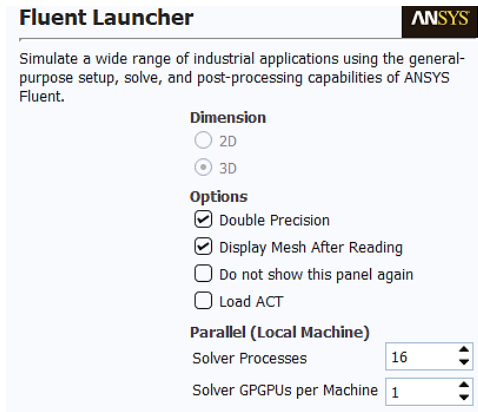 Fluent Launcher
ANSYS
Simulate a wide range of industrial applications using the general-
purpose setup, solve, and post-processing capabilities of ANSYS
Fluent.
Dimension
2D
3D
Options
Double Precision
Display Mesh After Reading
Do not show this panel again
Load ACT
Parallel (Local Machine)
Solver Processes 16
Solver GPGPUs per Machine 1